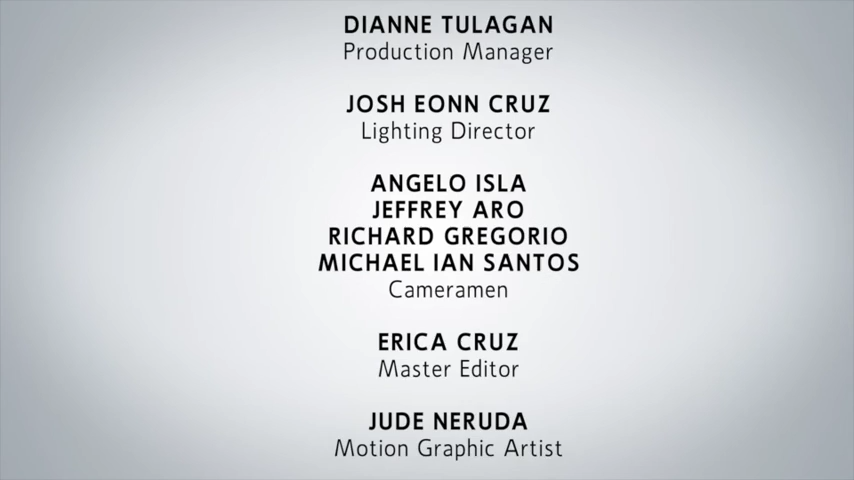 DIANNE TULAGAN
Production Manager
JOSH EONN CRUZ
Lighting Director
ANGELO ISLA
JEFFREY ARO
RICHARD GREGORIO
MICHAEL IAN SANTOS
Cameramen
ERICA CRUZ
Master Editor
JUDE NERUDA
Motion Graphic Artist